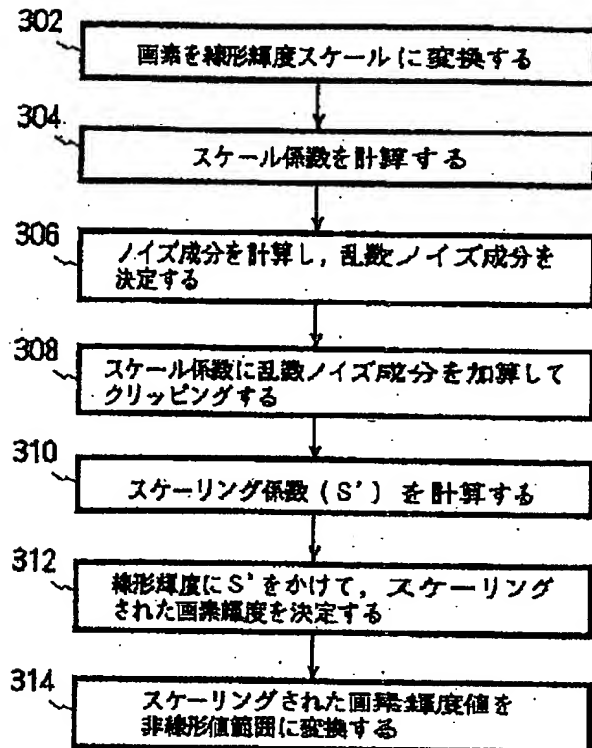 302
画素を線形輝度スケールに変換する
304
スケール係数を計算する
306
ノイズ成分を計算し，乱数ノイズ成分を
決定する
308
スケール係数に乱数ノイズ成分を加算して
クリッピングする
310
スケーリング係数（S'）を計算する
312
線形輝度にS'をかけて，スケーリング
された画素輝度を決定する
314
スケーリングされた画素輝度値を
非線形値範囲に変換する